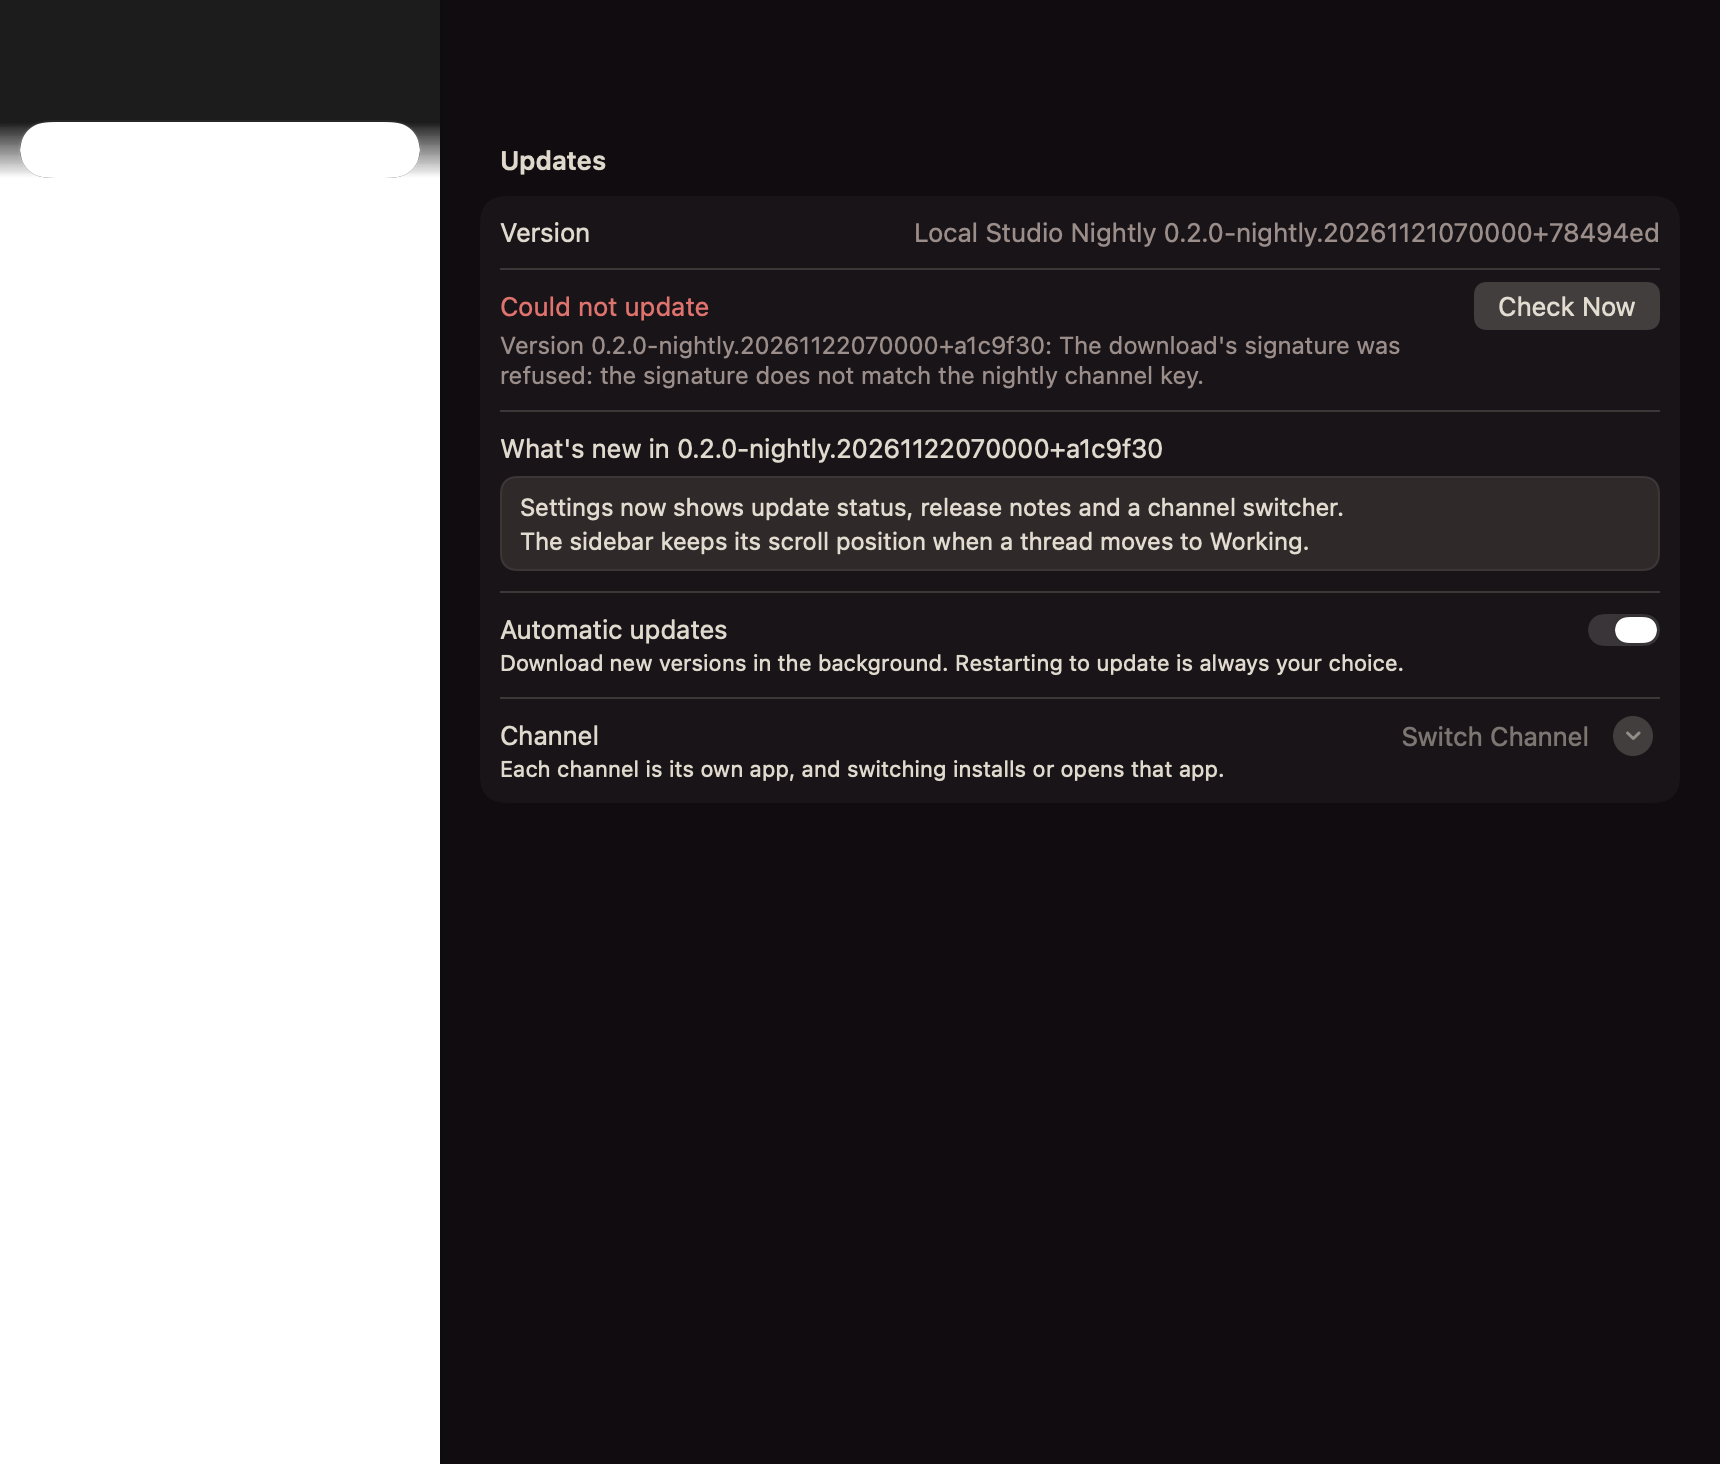 Updates
Version
Local Studio Nightly 0.2.0-nightly.20261121070000+78494ed
Could not update
Check Now
Version 0.2.0-nightly.20261122070000+a1c9f30: The download's signature was
refused: the signature does not match the nightly channel key.
What's new in 0.2.0-nightly.20261122070000+a1c9f30
Settings now shows update status, release notes and a channel switcher.
The sidebar keeps its scroll position when a thread moves to Working.
Automatic updates
Download new versions in the background. Restarting to update is always your choice.
Channel
Switch Channel
Each channel is its own app, and switching installs or opens that app.